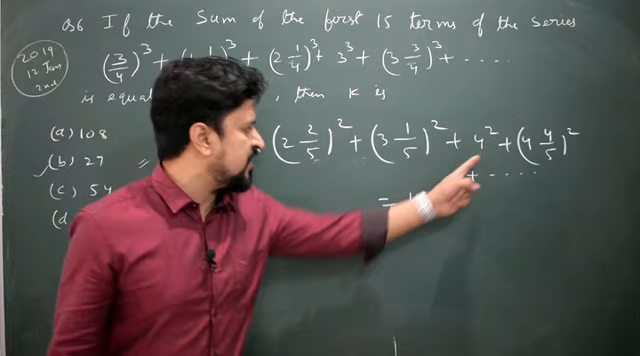 Q6 If the Sum of the first 15 terms of the series
2019
12 Jan
2nd
(3/4)³ + ( 1/ )³ + (2 1/4)³ + 3³ + (3 3/4)³ + ....
is equal , then K is
(a) 108
(b) 27
(c) 54
(d
= (2 2/5)² + (3 1/5)² + 4² + (4 4/5)²
+ ....
=